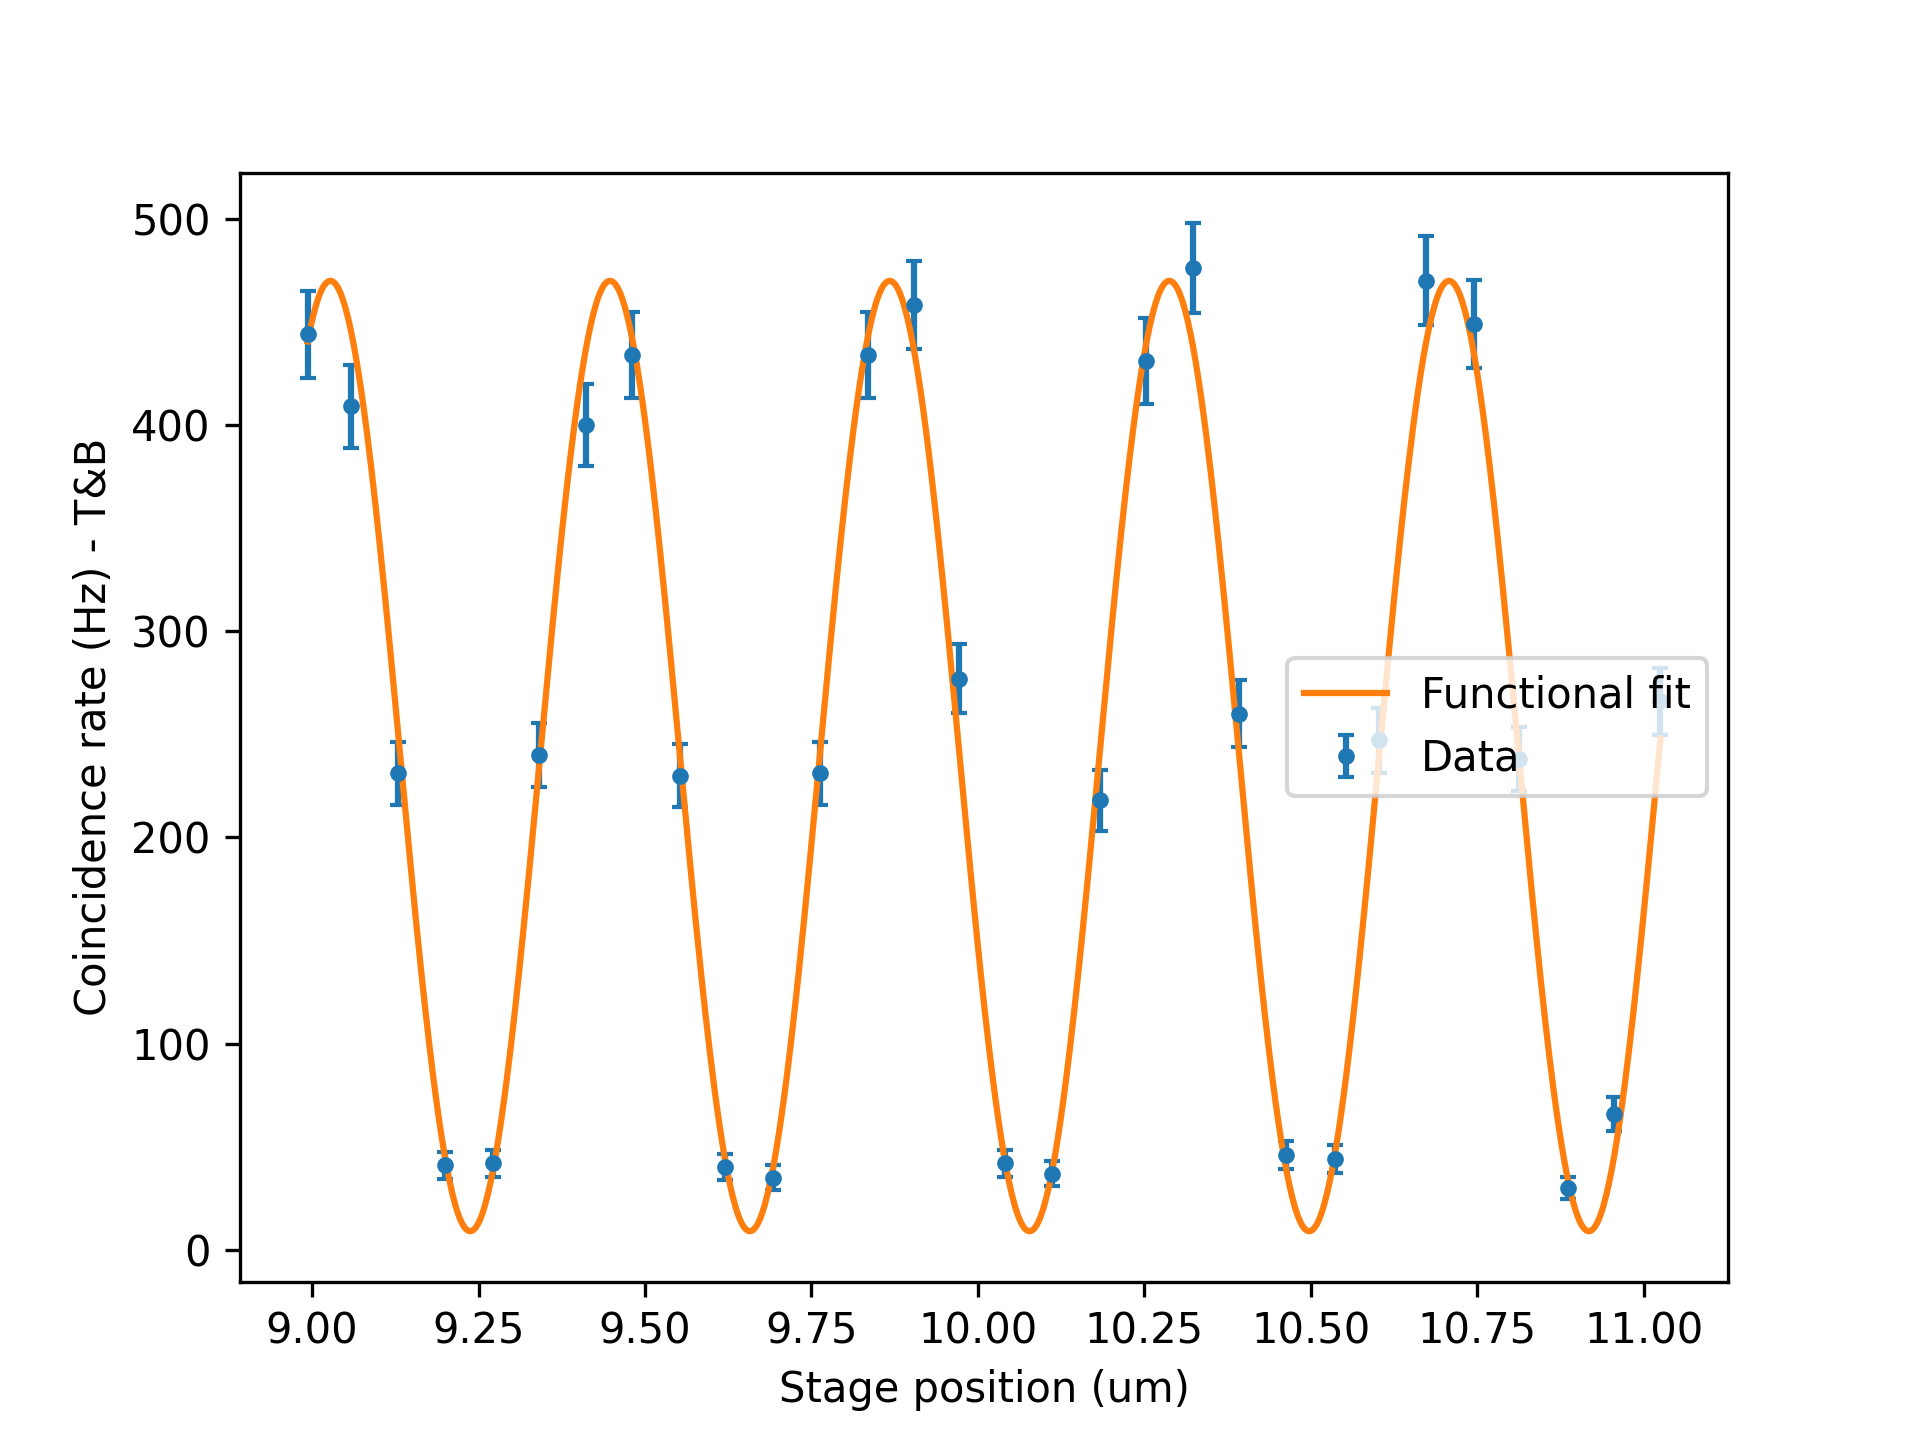 500
400
300
200
100
0
Coincidence rate (Hz) - T&B
Functional fit
Data
9.00 9.25 9.50 9.75 10.00 10.25 10.50 10.75 11.00
Stage position (um)